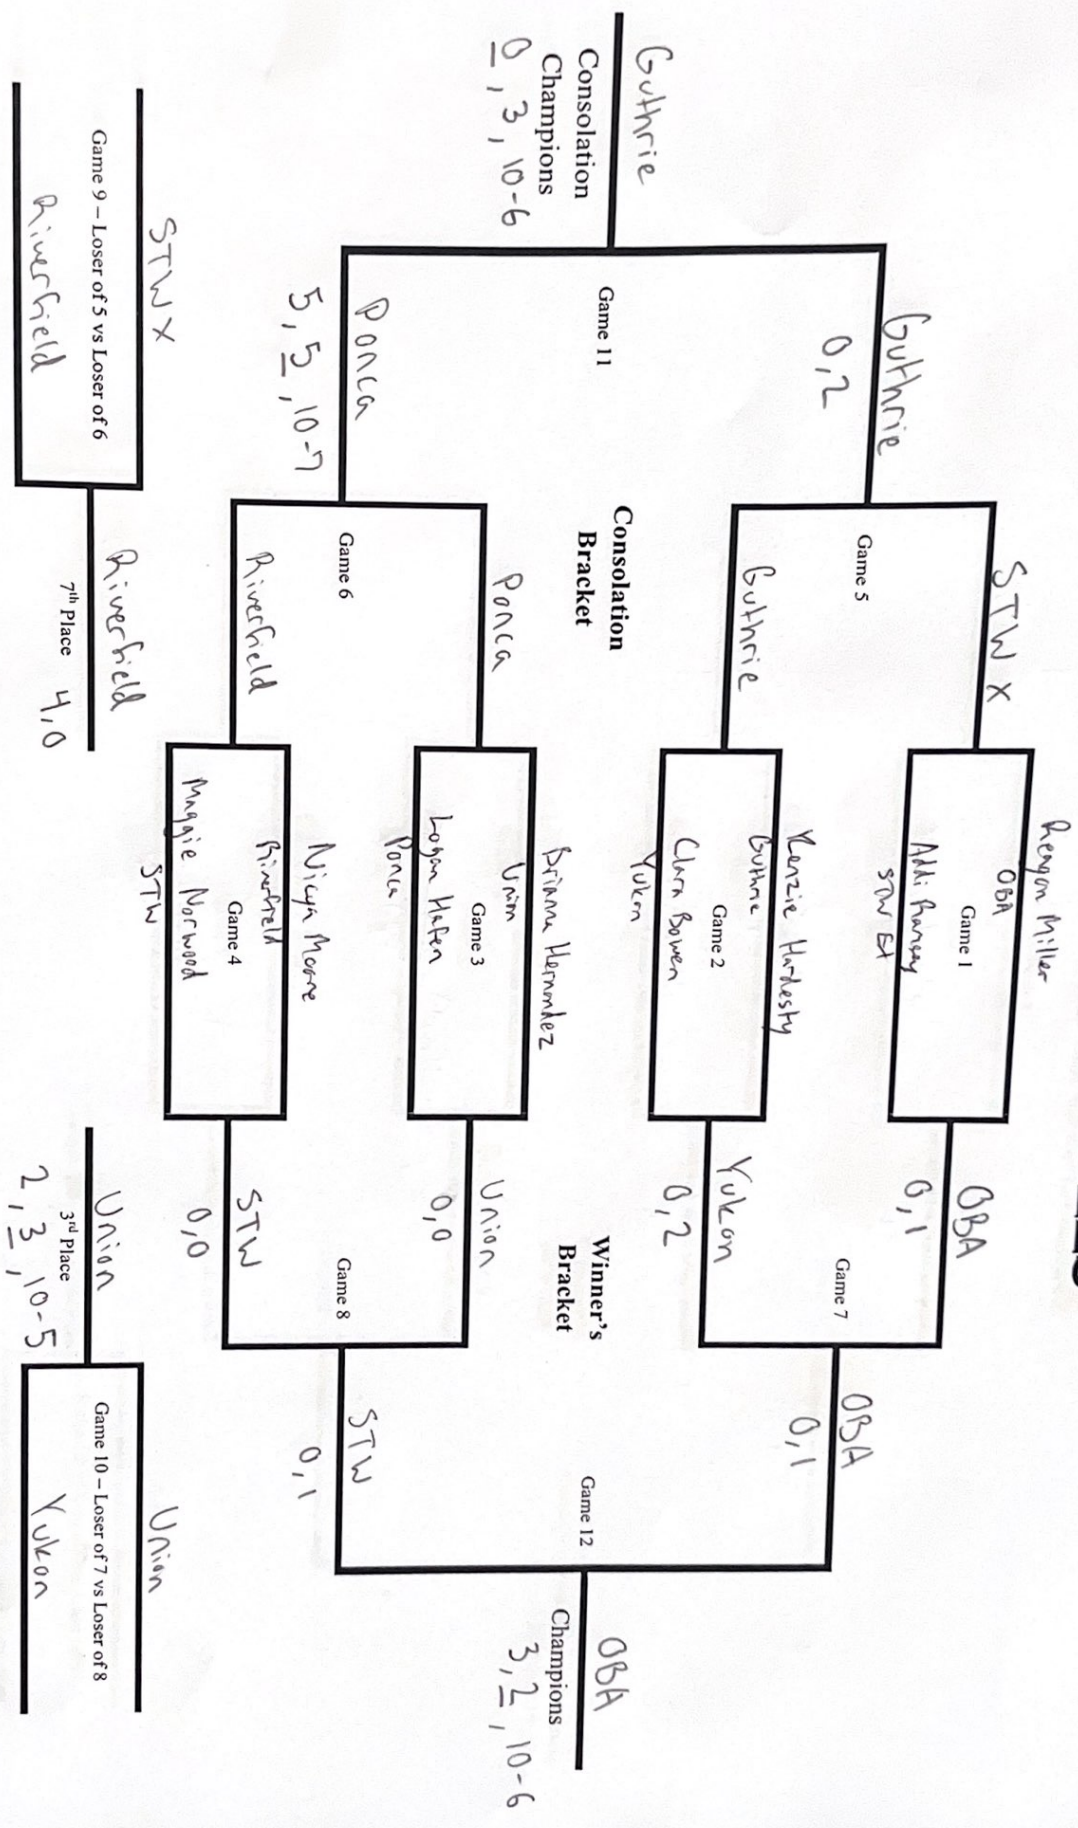 Reagon Miller
OBA
Game 1
Addi Ramsey
STW Ex
STW X
OBA
0,1
Game 5
Game 7
Guthrie
0,2
OBA
0,1
Kenzie Hardesty
Guthrie
Game 2
Clara Bowen
Yukon
Guthrie
Yukon
0,2
Guthrie
Consolation
Champions
0, 3, 10-6
Game 11
Consolation
Bracket
Winner's
Bracket
Game 12
OBA
Champions
3, 2, 10-6
Brianna Hernandez
Union
Game 3
Logan Hafen
Ponca
Ponca
Union
0,0
Game 6
Game 8
Ponca
5, 5, 10-7
STW
0,1
Nicya Moore
Riverfield
Game 4
Maggie Norwood
STW
Riverfield
STW
0,0
STW X
Game 9 – Loser of 5 vs Loser of 6
Riverfield
Riverfield
7th Place
4,0
Union
3rd Place
2, 3, 10-5
Union
Game 10 – Loser of 7 vs Loser of 8
Yukon